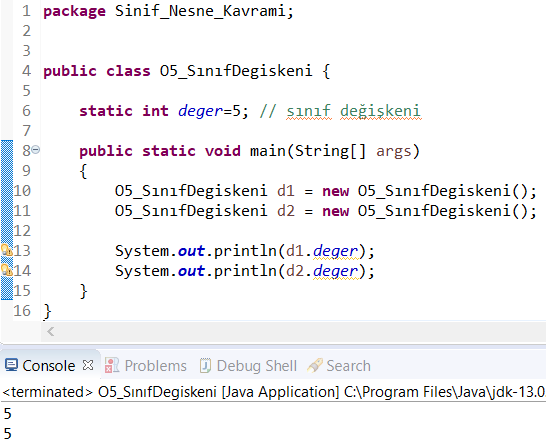 1 package Sinif_Nesne_Kavrami;
2
3
4 public class O5_SınıfDegiskeni {
5
6 static int deger=5; // sınıf değişkeni
7
8 public static void main(String[] args)
9 {
10 O5_SınıfDegiskeni d1 = new O5_SınıfDegiskeni();
11 O5_SınıfDegiskeni d2 = new O5_SınıfDegiskeni();
12
13 System.out.println(d1.deger);
14 System.out.println(d2.deger);
15 }
16 }
Console Problems Debug Shell Search
<terminated> O5_SınıfDegiskeni [Java Application] C:\Program Files\Java\jdk-13.0
5
5